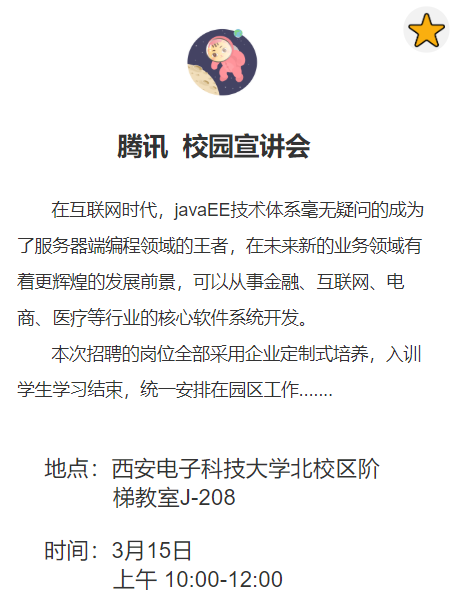 腾讯 校园宣讲会
在互联网时代，javaEE技术体系毫无疑问的成为
了服务器端编程领域的王者，在未来新的业务领域有
着更辉煌的发展前景，可以从事金融、互联网、电
商、医疗等行业的核心软件系统开发。
本次招聘的岗位全部采用企业定制式培养，入训
学生学习结束，统一安排在园区工作.......
地点：西安电子科技大学北校区阶
梯教室J-208
时间：3月15日
上午 10:00-12:00